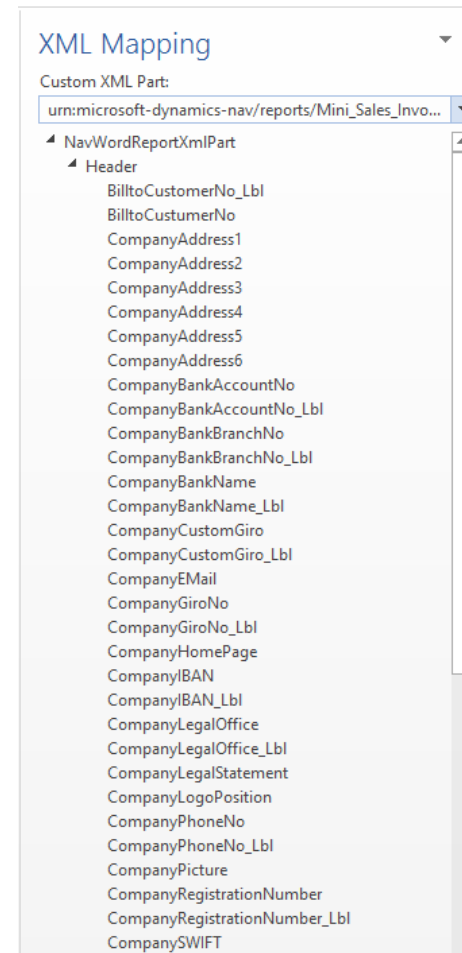 XML Mapping
Custom XML Part:
urn:microsoft-dynamics-nav/reports/Mini_Sales_Invo...
NavWordReportXmlPart
Header
BilltoCustomerNo_Lbl
BilltoCustumerNo
CompanyAddress1
CompanyAddress2
CompanyAddress3
CompanyAddress4
CompanyAddress5
CompanyAddress6
CompanyBankAccountNo
CompanyBankAccountNo_Lbl
CompanyBankBranchNo
CompanyBankBranchNo_Lbl
CompanyBankName
CompanyBankName_Lbl
CompanyCustomGiro
CompanyCustomGiro_Lbl
CompanyEMail
CompanyGiroNo
CompanyGiroNo_Lbl
CompanyHomePage
CompanyIBAN
CompanyIBAN_Lbl
CompanyLegalOffice
CompanyLegalOffice_Lbl
CompanyLegalStatement
CompanyLogoPosition
CompanyPhoneNo
CompanyPhoneNo_Lbl
CompanyPicture
CompanyRegistrationNumber
CompanyRegistrationNumber_Lbl
CompanySWIFT